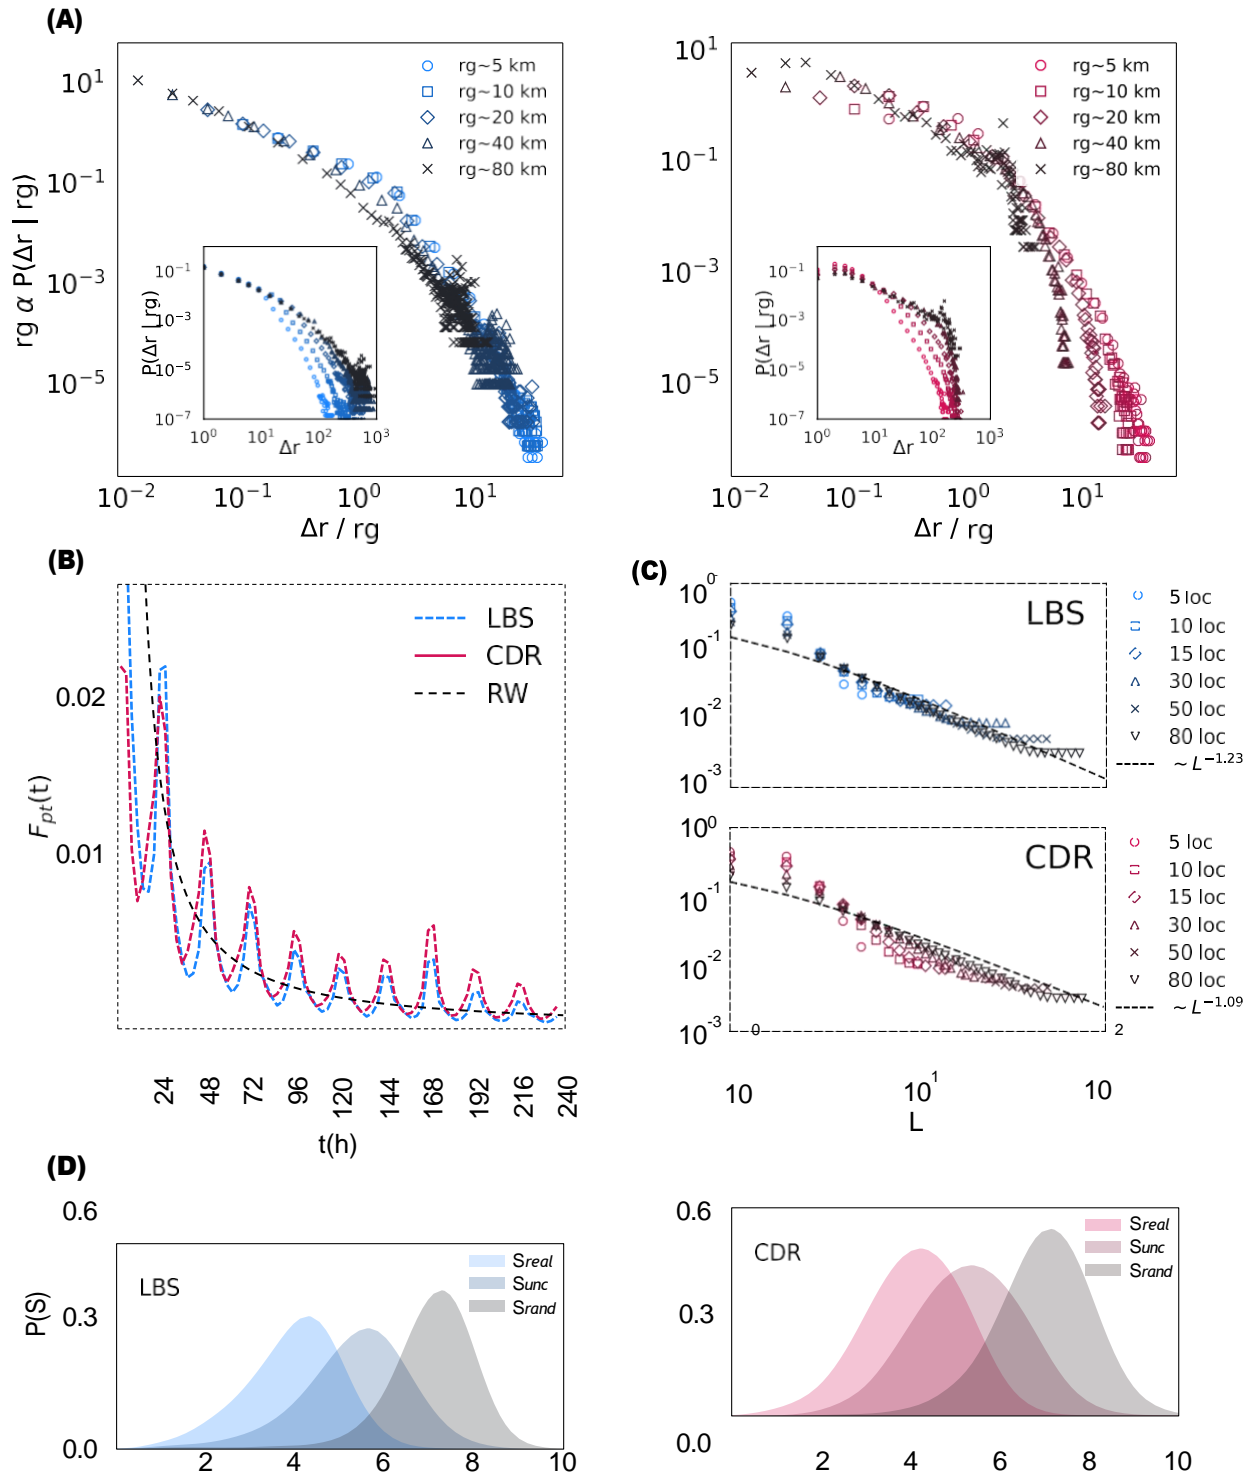 (A)
rg α P(Δr | rg)
10^1
10^-1
10^-3
10^-5
rg~5 km
rg~10 km
rg~20 km
rg~40 km
rg~80 km
P(Δr | rg)
10^-1
10^-3
10^-5
10^-7
10^0 10^1 10^2 10^3
Δr
10^-2 10^-1 10^0 10^1
Δr / rg
10^1
10^-1
10^-3
10^-5
rg~5 km
rg~10 km
rg~20 km
rg~40 km
rg~80 km
P(Δr | rg)
10^-1
10^-3
10^-5
10^-7
10^0 10^1 10^2 10^3
Δr
10^-2 10^-1 10^0 10^1
Δr / rg
(B)
F_pt(t)
0.02
0.01
LBS
CDR
RW
24 48 72 96 120 144 168 192 216 240
t(h)
(C)
10^0
10^-1
10^-2
10^-3
LBS
5 loc
10 loc
15 loc
30 loc
50 loc
80 loc
~ L^-1.23
10^0
10^-1
10^-2
10^-3
CDR
5 loc
10 loc
15 loc
30 loc
50 loc
80 loc
~ L^-1.09
10^0 10^1 10^2
L
(D)
P(S)
0.6
0.3
0.0
LBS
Sreal
Sunc
Srand
2 4 6 8 10
0.6
0.3
0.0
CDR
Sreal
Sunc
Srand
2 4 6 8 10